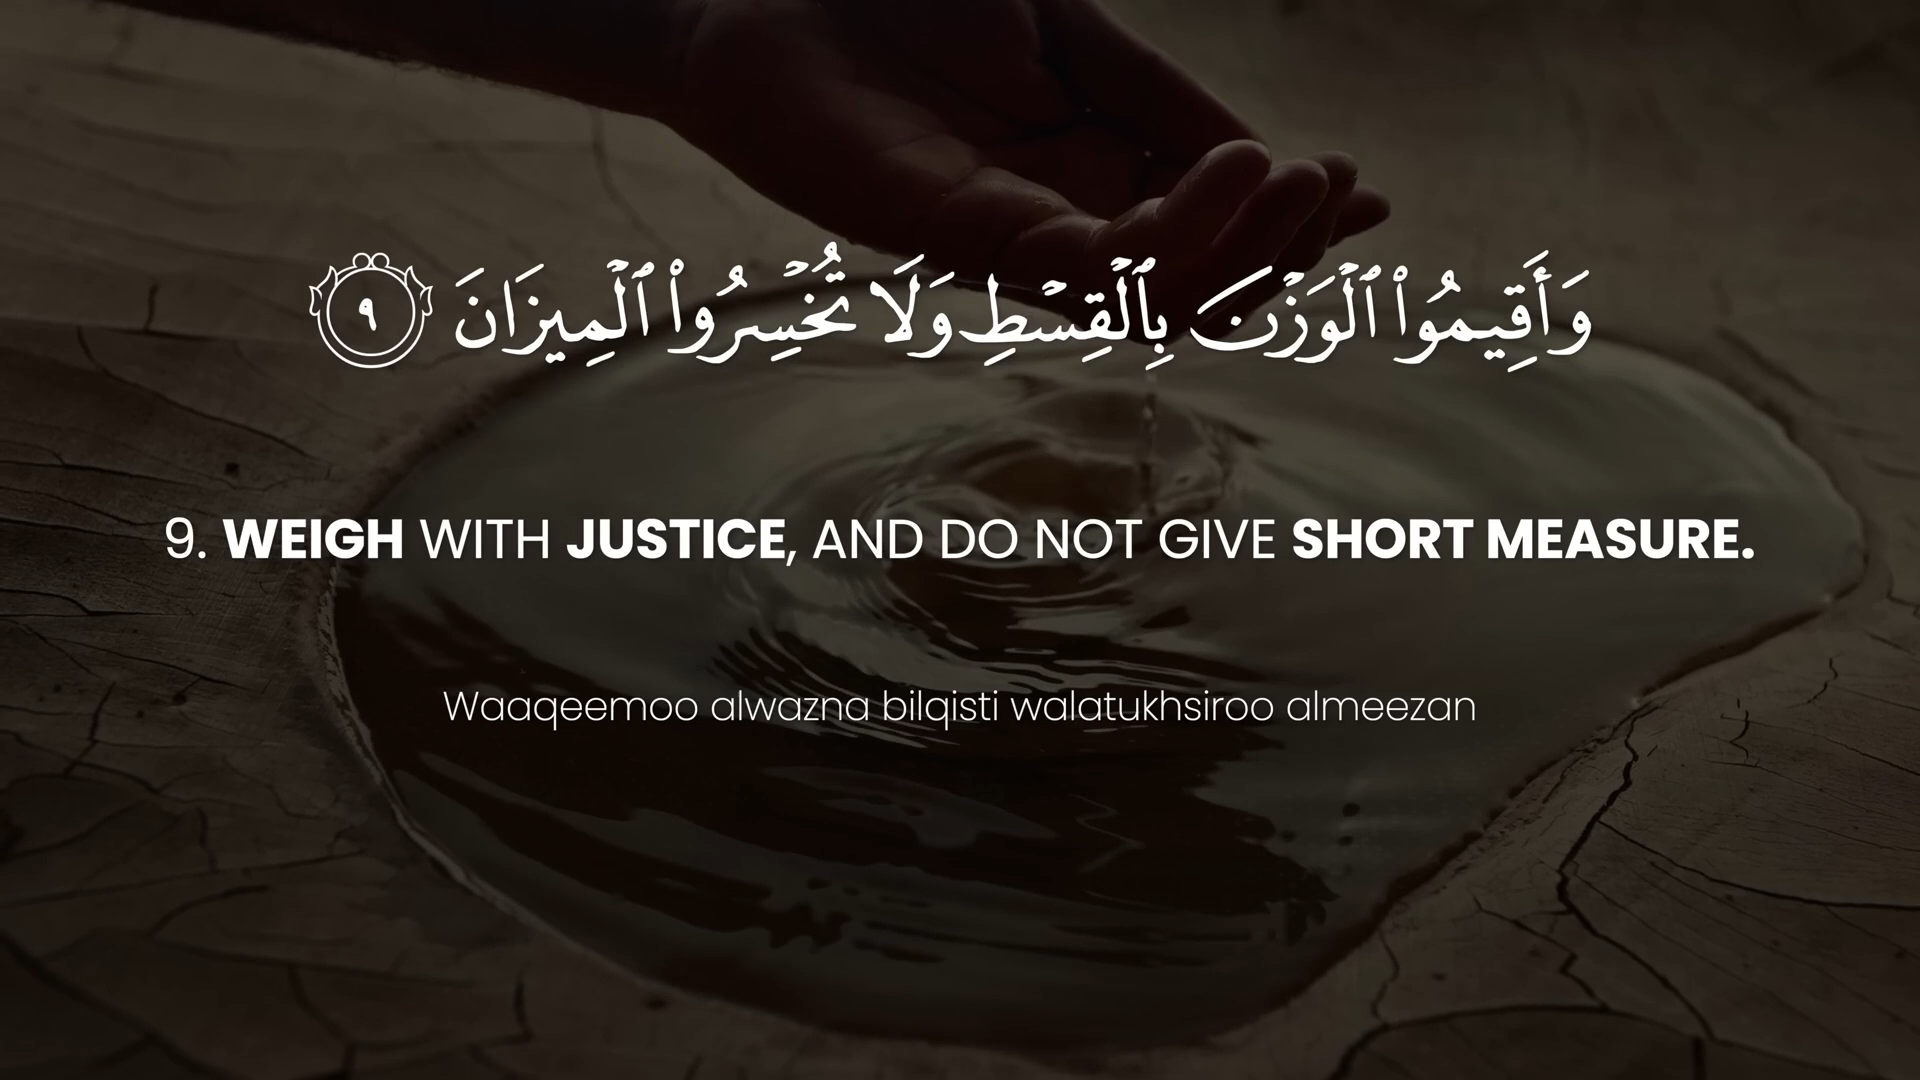 وَأَقِيمُوا۟ ٱلْوَزْنَ بِٱلْقِسْطِ وَلَا تُخْسِرُوا۟ ٱلْمِيزَانَ ٩
9. WEIGH WITH JUSTICE, AND DO NOT GIVE SHORT MEASURE.
Waaqeemoo alwazna bilqisti walatukhsiroo almeezan